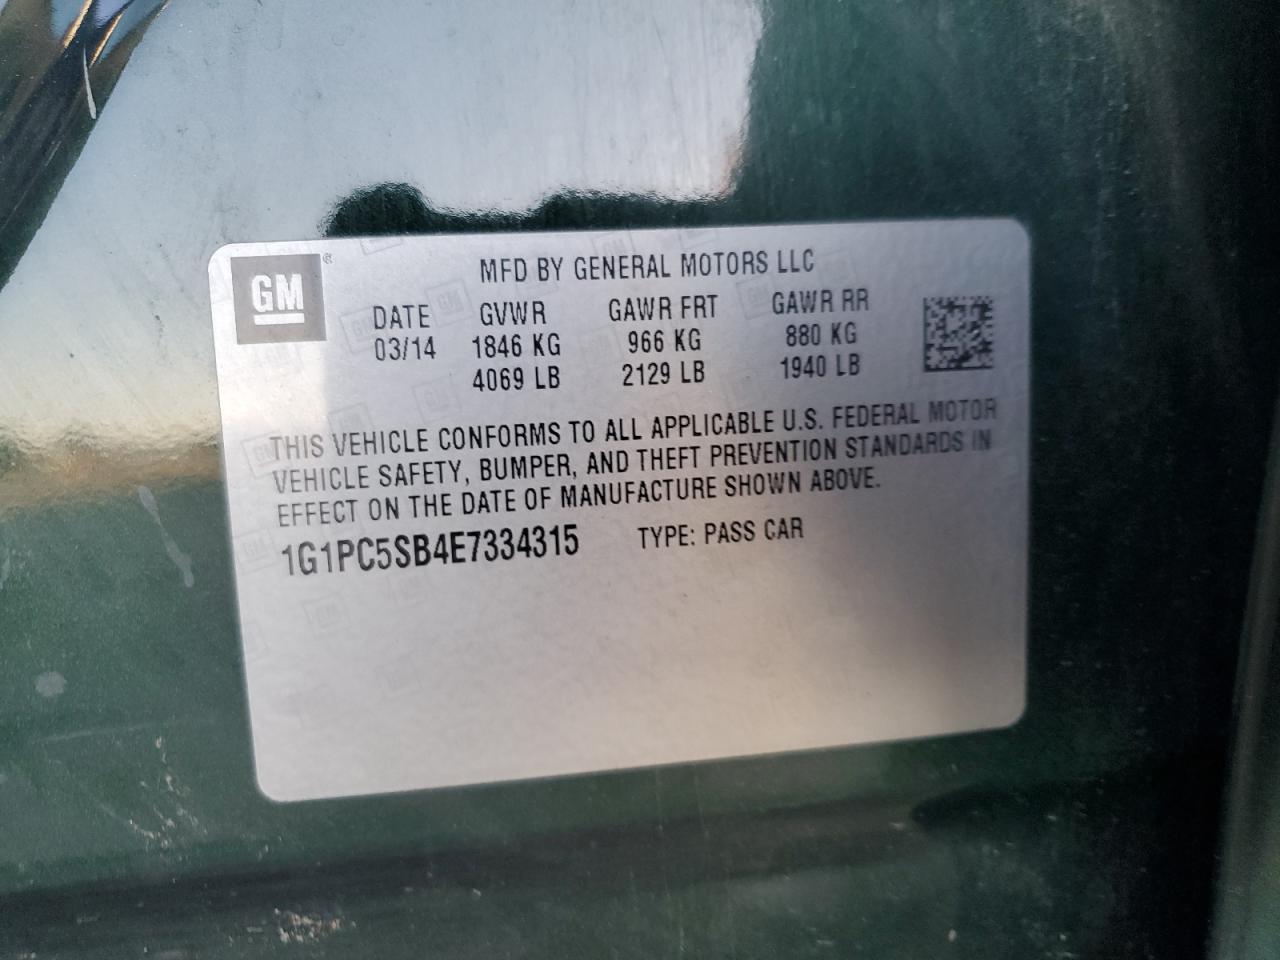 GM ®
MFD BY GENERAL MOTORS LLC
DATE GVWR GAWR FRT GAWR RR
03/14 1846 KG 966 KG 880 KG
4069 LB 2129 LB 1940 LB
THIS VEHICLE CONFORMS TO ALL APPLICABLE U.S. FEDERAL MOTOR
VEHICLE SAFETY, BUMPER, AND THEFT PREVENTION STANDARDS IN
EFFECT ON THE DATE OF MANUFACTURE SHOWN ABOVE.
1G1PC5SB4E7334315 TYPE: PASS CAR